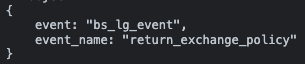 {
event: "bs_lg_event",
event_name: "return_exchange_policy"
}